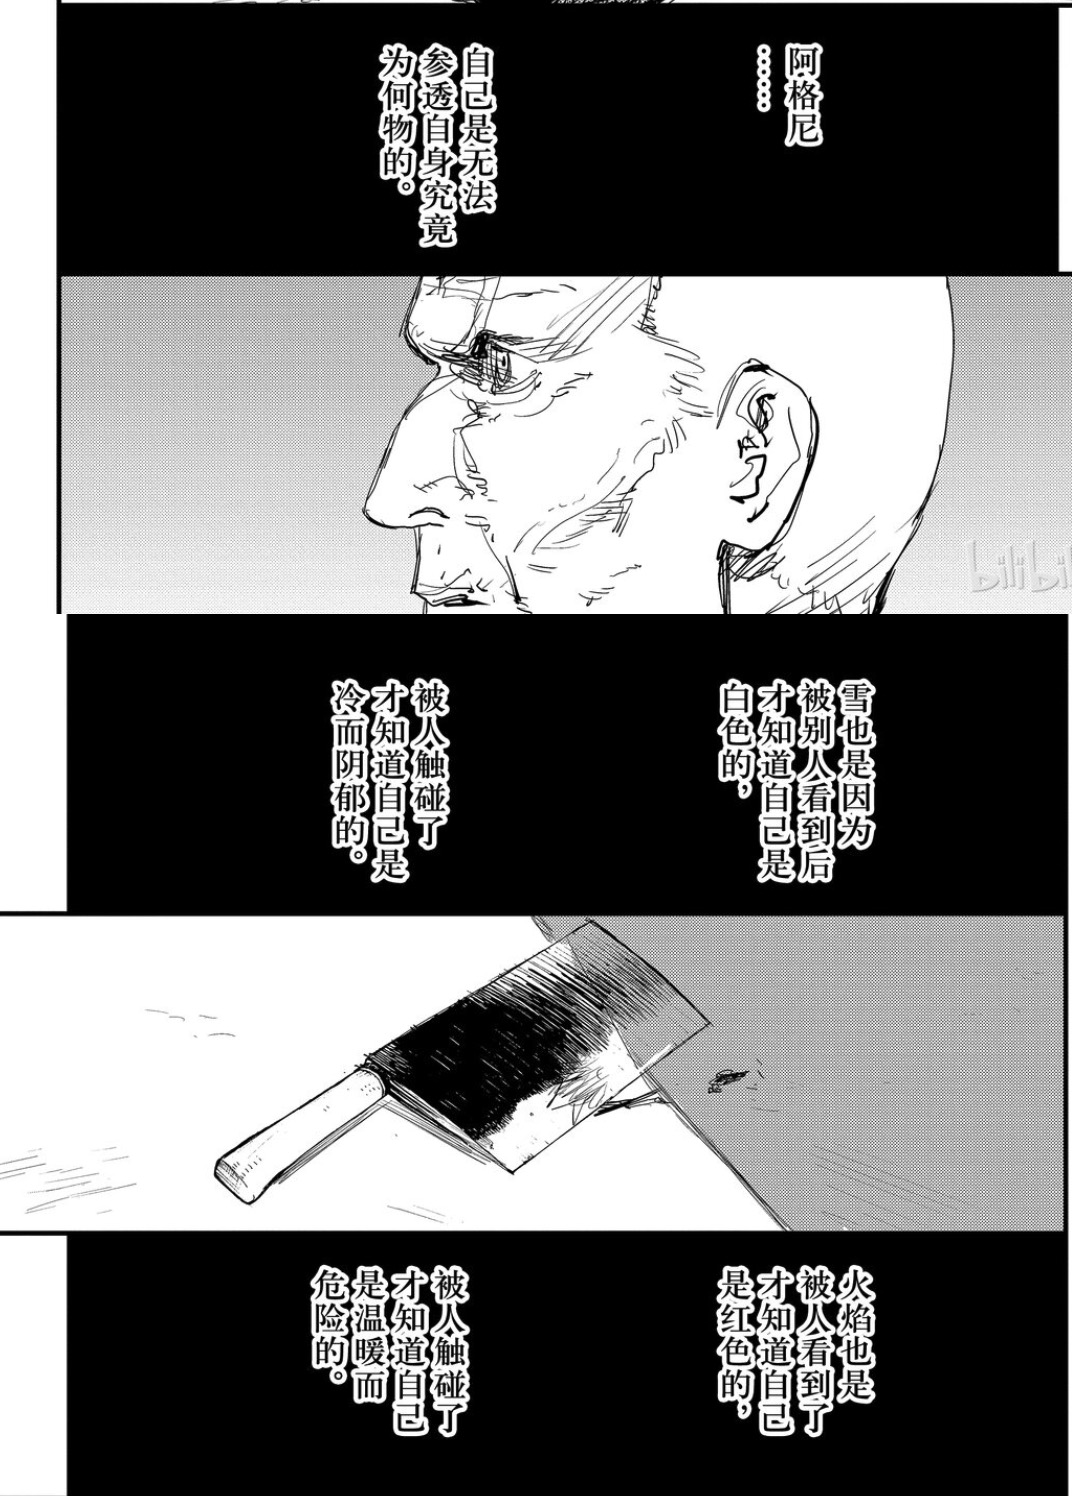 阿格尼
……
自己是无法
参透自身究竟
为何物的。
bilibili
雪也是因为
被别人看到后
才知道自己是
白色的，
被人触碰了
才知道自己是
冷而阴郁的。
火焰也是
被人看到了
才知道自己
是红色的，
被人触碰了
才知道自己
是温暖而
危险的。